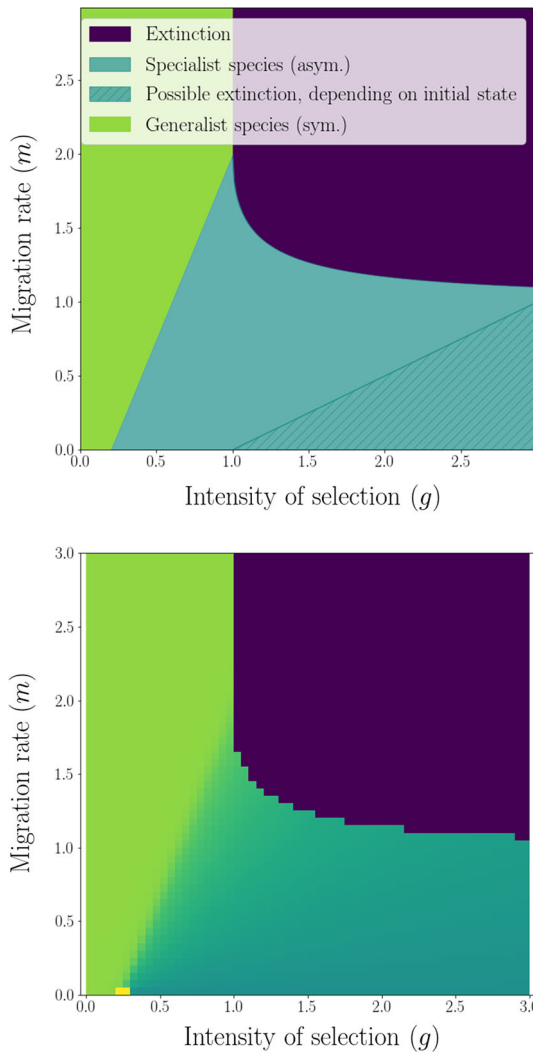 2.5
2.0
1.5
1.0
0.5
0.0
Migration rate (m)
Extinction
Specialist species (asym.)
Possible extinction, depending on initial state
Generalist species (sym.)
0.0 0.5 1.0 1.5 2.0 2.5
Intensity of selection (g)
3.0
2.5
2.0
1.5
1.0
0.5
0.0
Migration rate (m)
0.0 0.5 1.0 1.5 2.0 2.5 3.0
Intensity of selection (g)